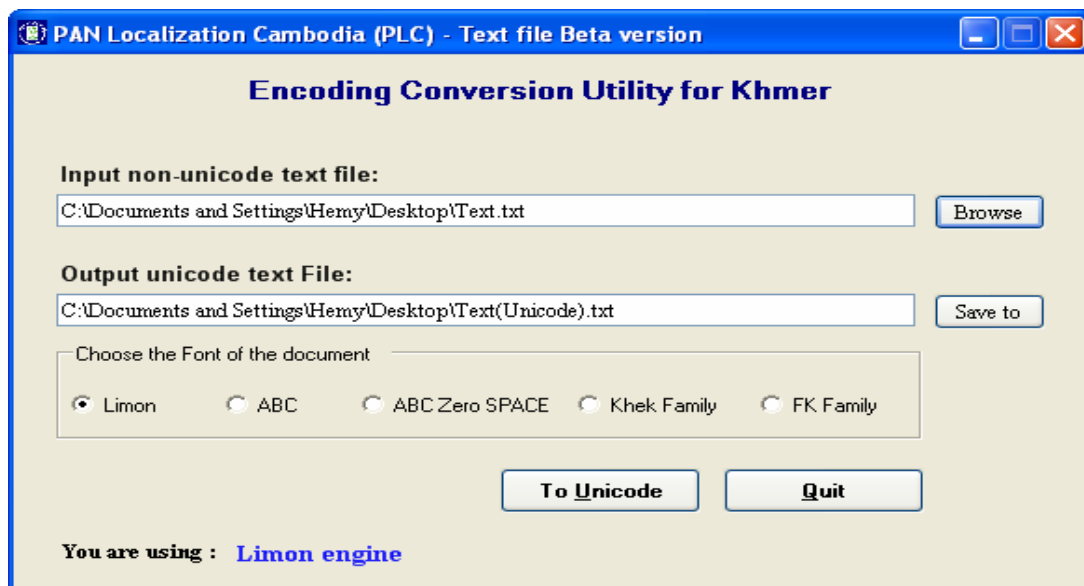 PAN Localization Cambodia (PLC) - Text file Beta version
Encoding Conversion Utility for Khmer
Input non-unicode text file:
C:\Documents and Settings\Hemy\Desktop\Text.txt Browse
Output unicode text File:
C:\Documents and Settings\Hemy\Desktop\Text(Unicode).txt Save to
Choose the Font of the document
Limon ABC ABC Zero SPACE Khek Family FK Family
To Unicode Quit
You are using : Limon engine